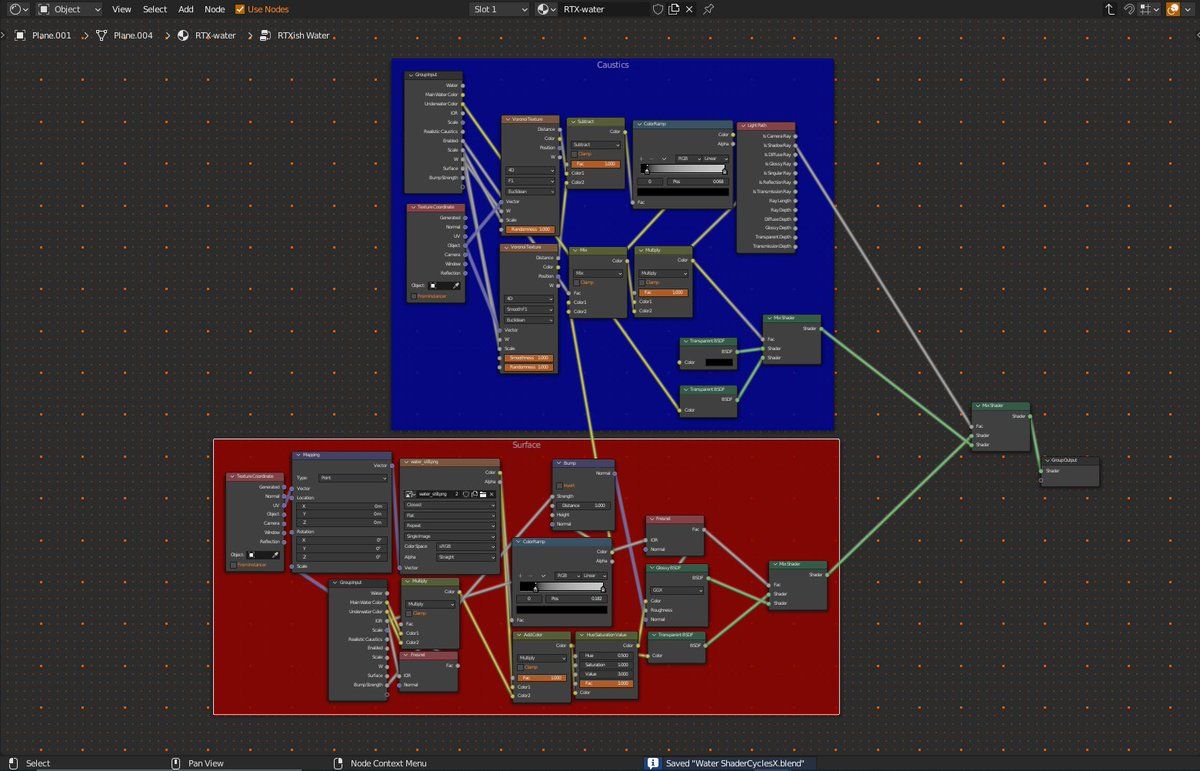 Object View Select Add Node Use Nodes Slot 1 RTX-water
Plane.001 Plane.004 RTX-water RTXish Water
Caustics
Group Input
Water
Main Water Color
Underwater Color
IOR
Scale
Realistic Caustics
Enabled
Scale
W
Surface
Bump Strength
Texture Coordinate
Generated
Normal
UV
Object
Camera
Window
Reflection
Object:
From Instancer
Voronoi Texture
Distance
Color
Position
W
4D
F1
Euclidean
Vector
W
Scale
Randomness 1.000
Voronoi Texture
Distance
Color
Position
W
4D
Smooth F1
Euclidean
Vector
W
Scale
Smoothness 1.000
Randomness 1.000
Subtract
Color
Subtract
Clamp
Fac 1.000
Color1
Color2
ColorRamp
Color
Alpha
RGB Linear
0 Pos 0.068
Fac
Light Path
Is Camera Ray
Is Shadow Ray
Is Diffuse Ray
Is Glossy Ray
Is Singular Ray
Is Reflection Ray
Is Transmission Ray
Ray Length
Ray Depth
Diffuse Depth
Glossy Depth
Transparent Depth
Transmission Depth
Mix
Color
Mix
Clamp
Fac
Color1
Color2
Multiply
Color
Multiply
Clamp
Fac 1.000
Color1
Color2
Transparent BSDF
BSDF
Color
Transparent BSDF
BSDF
Color
Mix Shader
Shader
Fac
Shader
Shader
Mix Shader
Shader
Fac
Shader
Shader
Group Output
Shader
Surface
Texture Coordinate
Generated
Normal
UV
Object
Camera
Window
Reflection
Object:
From Instancer
Mapping
Vector
Type: Point
Vector
Location:
X 0m
Y 0m
Z 0m
Rotation:
X 0°
Y 0°
Z 0°
Scale
water_still.png
Color
Alpha
water_still.png 2
Closest
Flat
Repeat
Single Image
Color Space sRGB
Alpha Straight
Vector
Group Input
Water
Main Water Color
Underwater Color
IOR
Scale
Realistic Caustics
Enabled
Scale
W
Surface
Bump Strength
Multiply
Color
Multiply
Clamp
Fac
Color1
Color2
Fresnel
Fac
IOR
Normal
Bump
Normal
Invert
Strength
Distance 1.000
Height
Normal
ColorRamp
Color
Alpha
RGB Linear
0 Pos 0.182
Fac
Add Color
Color
Multiply
Clamp
Fac 1.000
Color1
Color2
Hue Saturation Value
Color
Hue 0.500
Saturation 1.000
Value 3.000
Fac 1.000
Color
Fresnel
Fac
IOR
Normal
Glossy BSDF
BSDF
GGX
Color
Roughness
Normal
Transparent BSDF
BSDF
Color
Mix Shader
Shader
Fac
Shader
Shader
Select Pan View Node Context Menu Saved "Water ShaderCyclesX.blend"